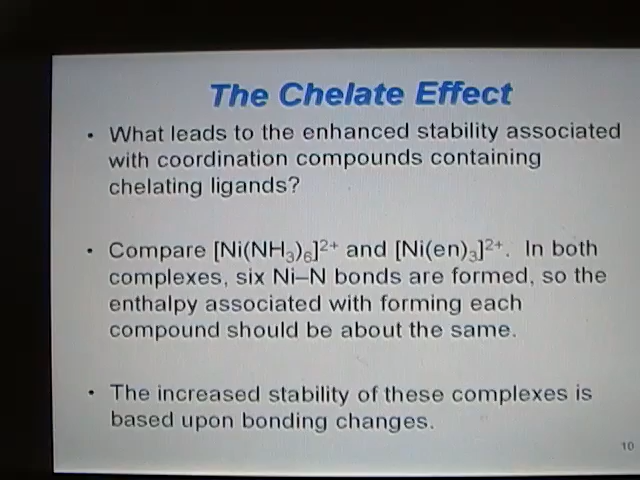 The Chelate Effect
• What leads to the enhanced stability associated
with coordination compounds containing
chelating ligands?
• Compare [Ni(NH₃)₆]²⁺ and [Ni(en)₃]²⁺. In both
complexes, six Ni–N bonds are formed, so the
enthalpy associated with forming each
compound should be about the same.
• The increased stability of these complexes is
based upon bonding changes.
10